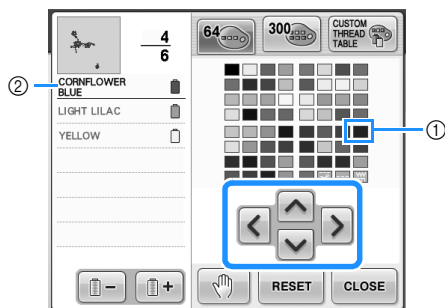 4
6
64
300
CUSTOM
THREAD
TABLE
②
CORNFLOWER
BLUE
LIGHT LILAC
YELLOW
①
−
+
RESET
CLOSE